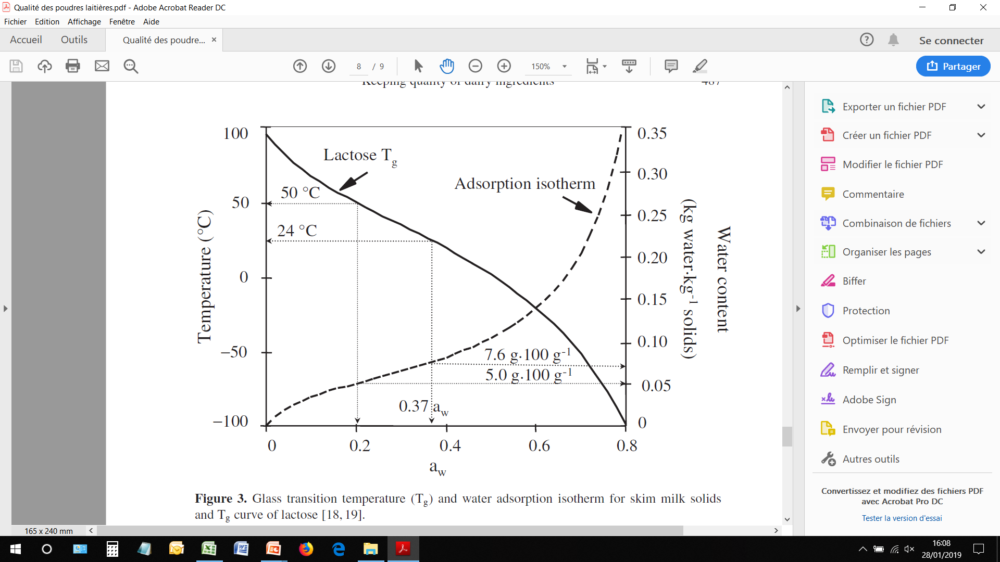 Qualité des poudres laitières.pdf - Adobe Acrobat Reader DC
Fichier Edition Affichage Fenêtre Aide
Accueil Outils Qualité des poudre... ×
Se connecter
8 / 9
150%
Partager
Keeping quality of dairy ingredients 487
100
50
0
−50
−100
Temperature (°C)
Lactose Tg
Adsorption isotherm
50 °C
24 °C
7.6 g·100 g-1
5.0 g·100 g-1
0.37 aw
0.35
0.30
0.25
0.20
0.15
0.10
0.05
0
Water content
(kg water·kg-1 solids)
0 0.2 0.4 0.6 0.8
aw
Figure 3. Glass transition temperature (Tg) and water adsorption isotherm for skim milk solids
and Tg curve of lactose [18, 19].
165 x 240 mm
Exporter un fichier PDF
Créer un fichier PDF
Modifier le fichier PDF
Commentaire
Combinaison de fichiers
Organiser les pages
Biffer
Protection
Optimiser le fichier PDF
Remplir et signer
Adobe Sign
Envoyer pour révision
Autres outils
Convertissez et modifiez des fichiers PDF
avec Acrobat Pro DC
Tester la version d'essai
16:08
28/01/2019